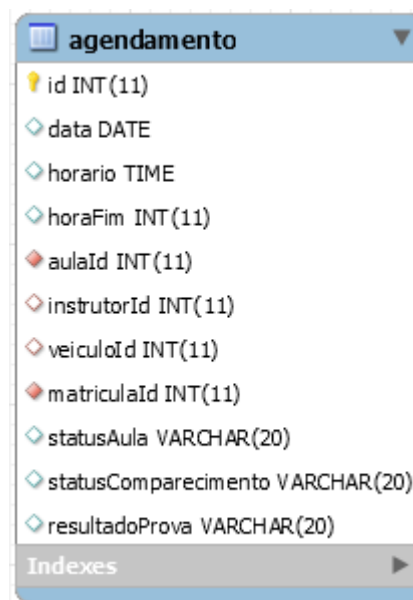 agendamento
id INT(11)
data DATE
horario TIME
horaFim INT(11)
aulaId INT(11)
instrutorId INT(11)
veiculoId INT(11)
matriculaId INT(11)
statusAula VARCHAR(20)
statusComparecimento VARCHAR(20)
resultadoProva VARCHAR(20)
Indexes